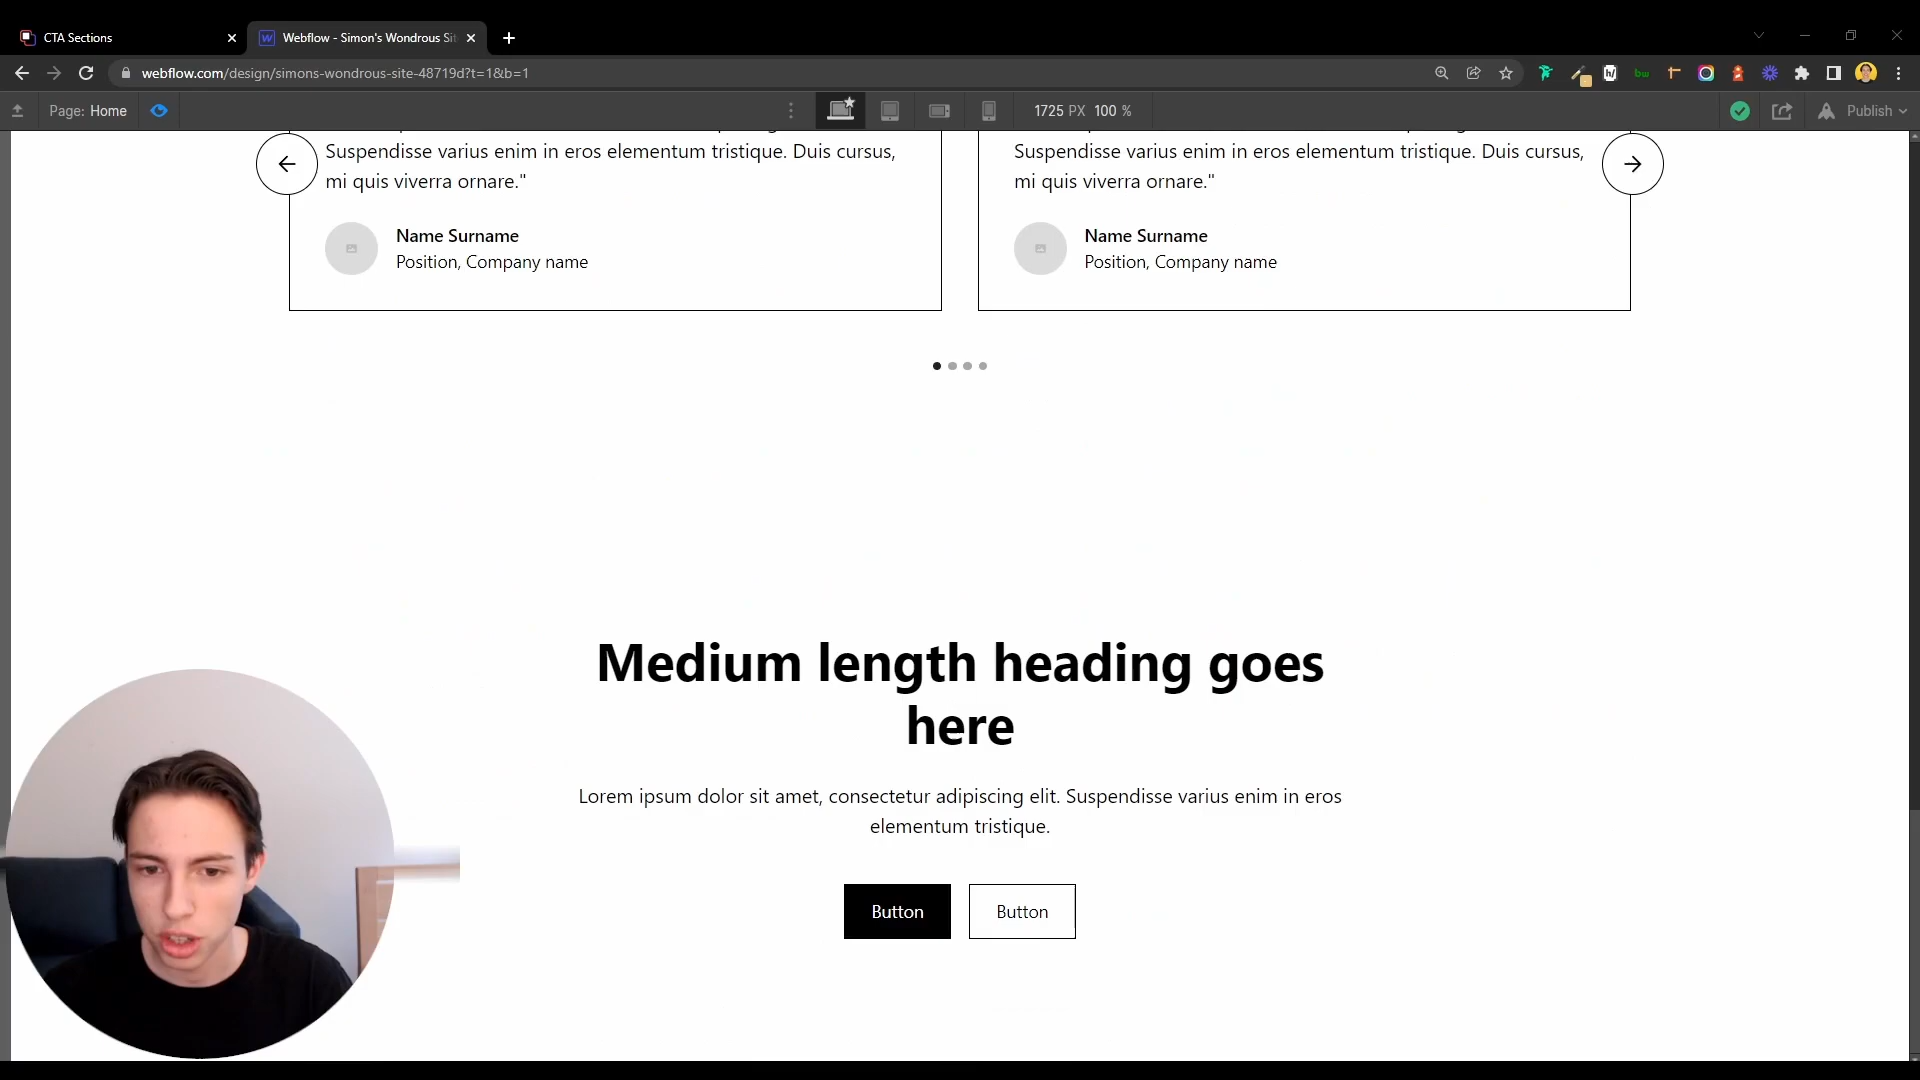 CTA Sections
Webflow - Simon's Wondrous Sit
webflow.com/design/simons-wondrous-site-48719d?t=1&b=1
Page: Home
1725 PX 100 %
Publish
Suspendisse varius enim in eros elementum tristique. Duis cursus,
mi quis viverra ornare."
Name Surname
Position, Company name
Suspendisse varius enim in eros elementum tristique. Duis cursus,
mi quis viverra ornare."
Name Surname
Position, Company name
Medium length heading goes
here
Lorem ipsum dolor sit amet, consectetur adipiscing elit. Suspendisse varius enim in eros
elementum tristique.
Button
Button